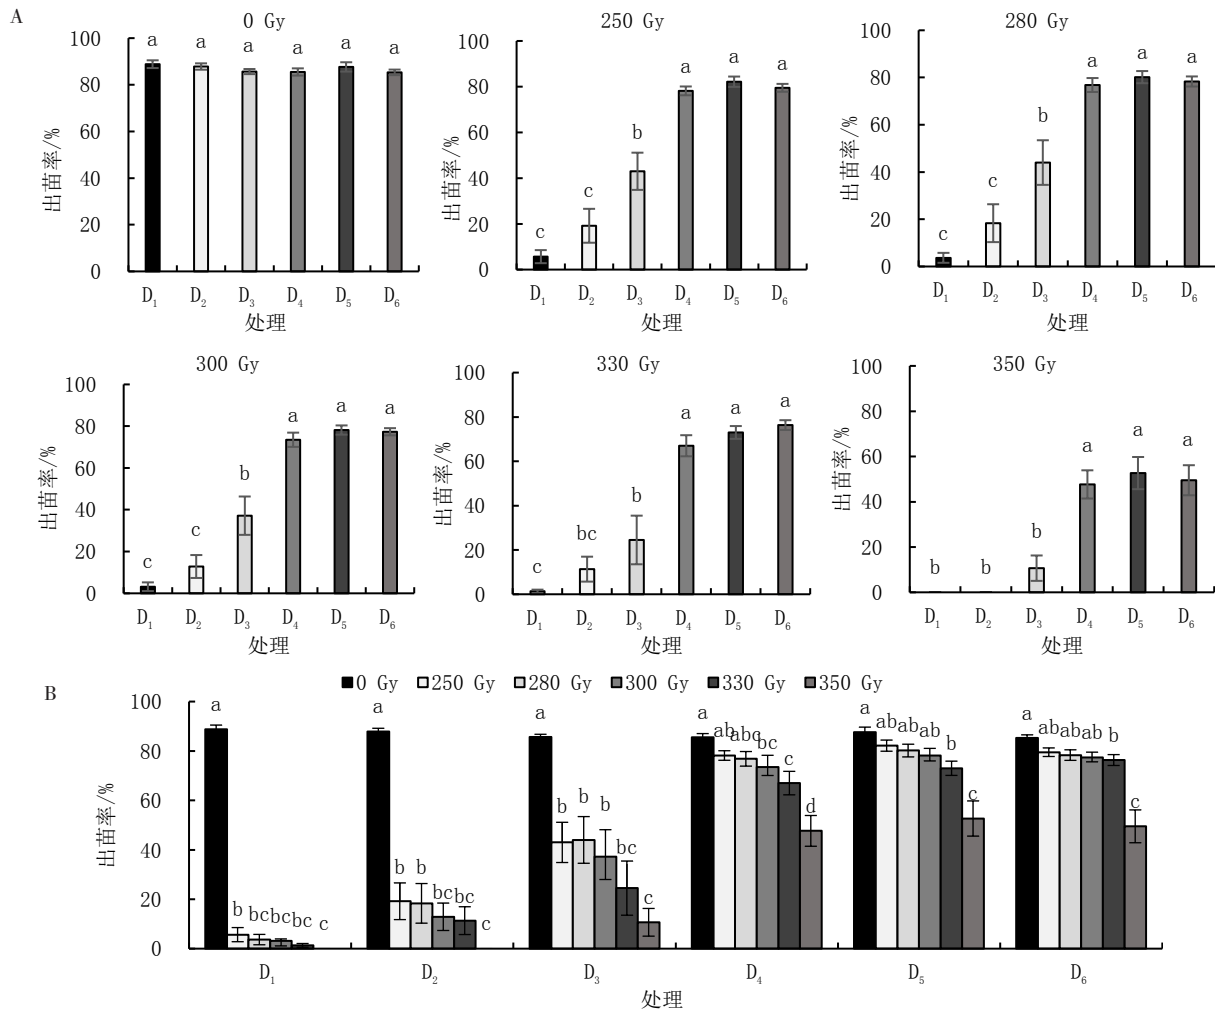 A
0 Gy
250 Gy
280 Gy
出苗率/%
100
80
60
40
20
0
a
a
a
a
a
a
D₁
D₂
D₃
D₄
D₅
D₆
处理
出苗率/%
100
80
60
40
20
0
c
c
b
a
a
a
D₁
D₂
D₃
D₄
D₅
D₆
处理
出苗率/%
100
80
60
40
20
0
c
c
b
a
a
a
D₁
D₂
D₃
D₄
D₅
D₆
处理
300 Gy
330 Gy
350 Gy
出苗率/%
100
80
60
40
20
0
c
c
b
a
a
a
D₁
D₂
D₃
D₄
D₅
D₆
处理
出苗率/%
100
80
60
40
20
0
c
bc
b
a
a
a
D₁
D₂
D₃
D₄
D₅
D₆
处理
出苗率/%
100
80
60
40
20
0
b
b
b
a
a
a
D₁
D₂
D₃
D₄
D₅
D₆
处理
B
0 Gy 250 Gy 280 Gy 300 Gy 330 Gy 350 Gy
出苗率/%
100
80
60
40
20
0
a b bc bc bc c
a b b bc bc c
a b b b bc c
a ab abc bc c d
a ab ab ab b c
a ab ab ab b c
D₁
D₂
D₃
D₄
D₅
D₆
处理